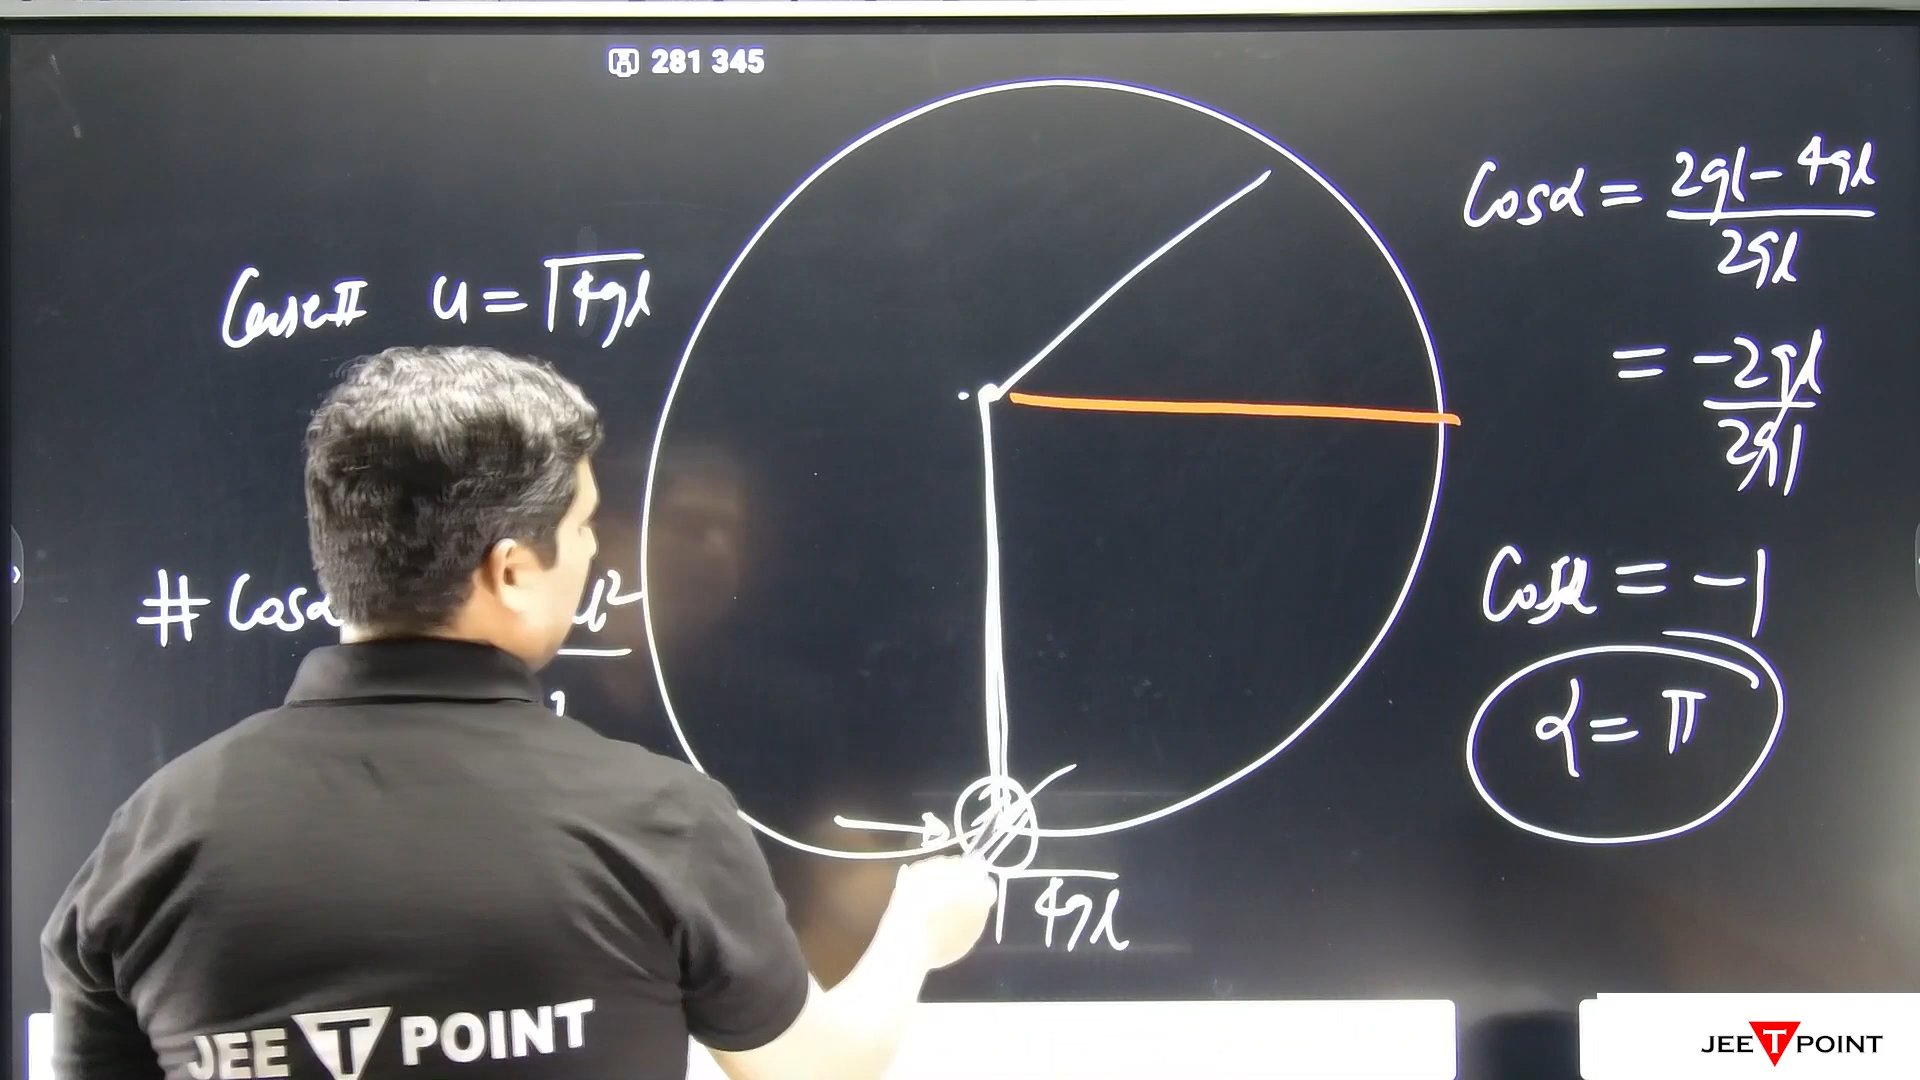 281 345
Case II u = √4gl
cosα = 2gl - 4gl / 2gl
= -2gl / 2gl
# cosα u²
cosα = -1
α = π
√4gl
JEE T POINT
JEE T POINT